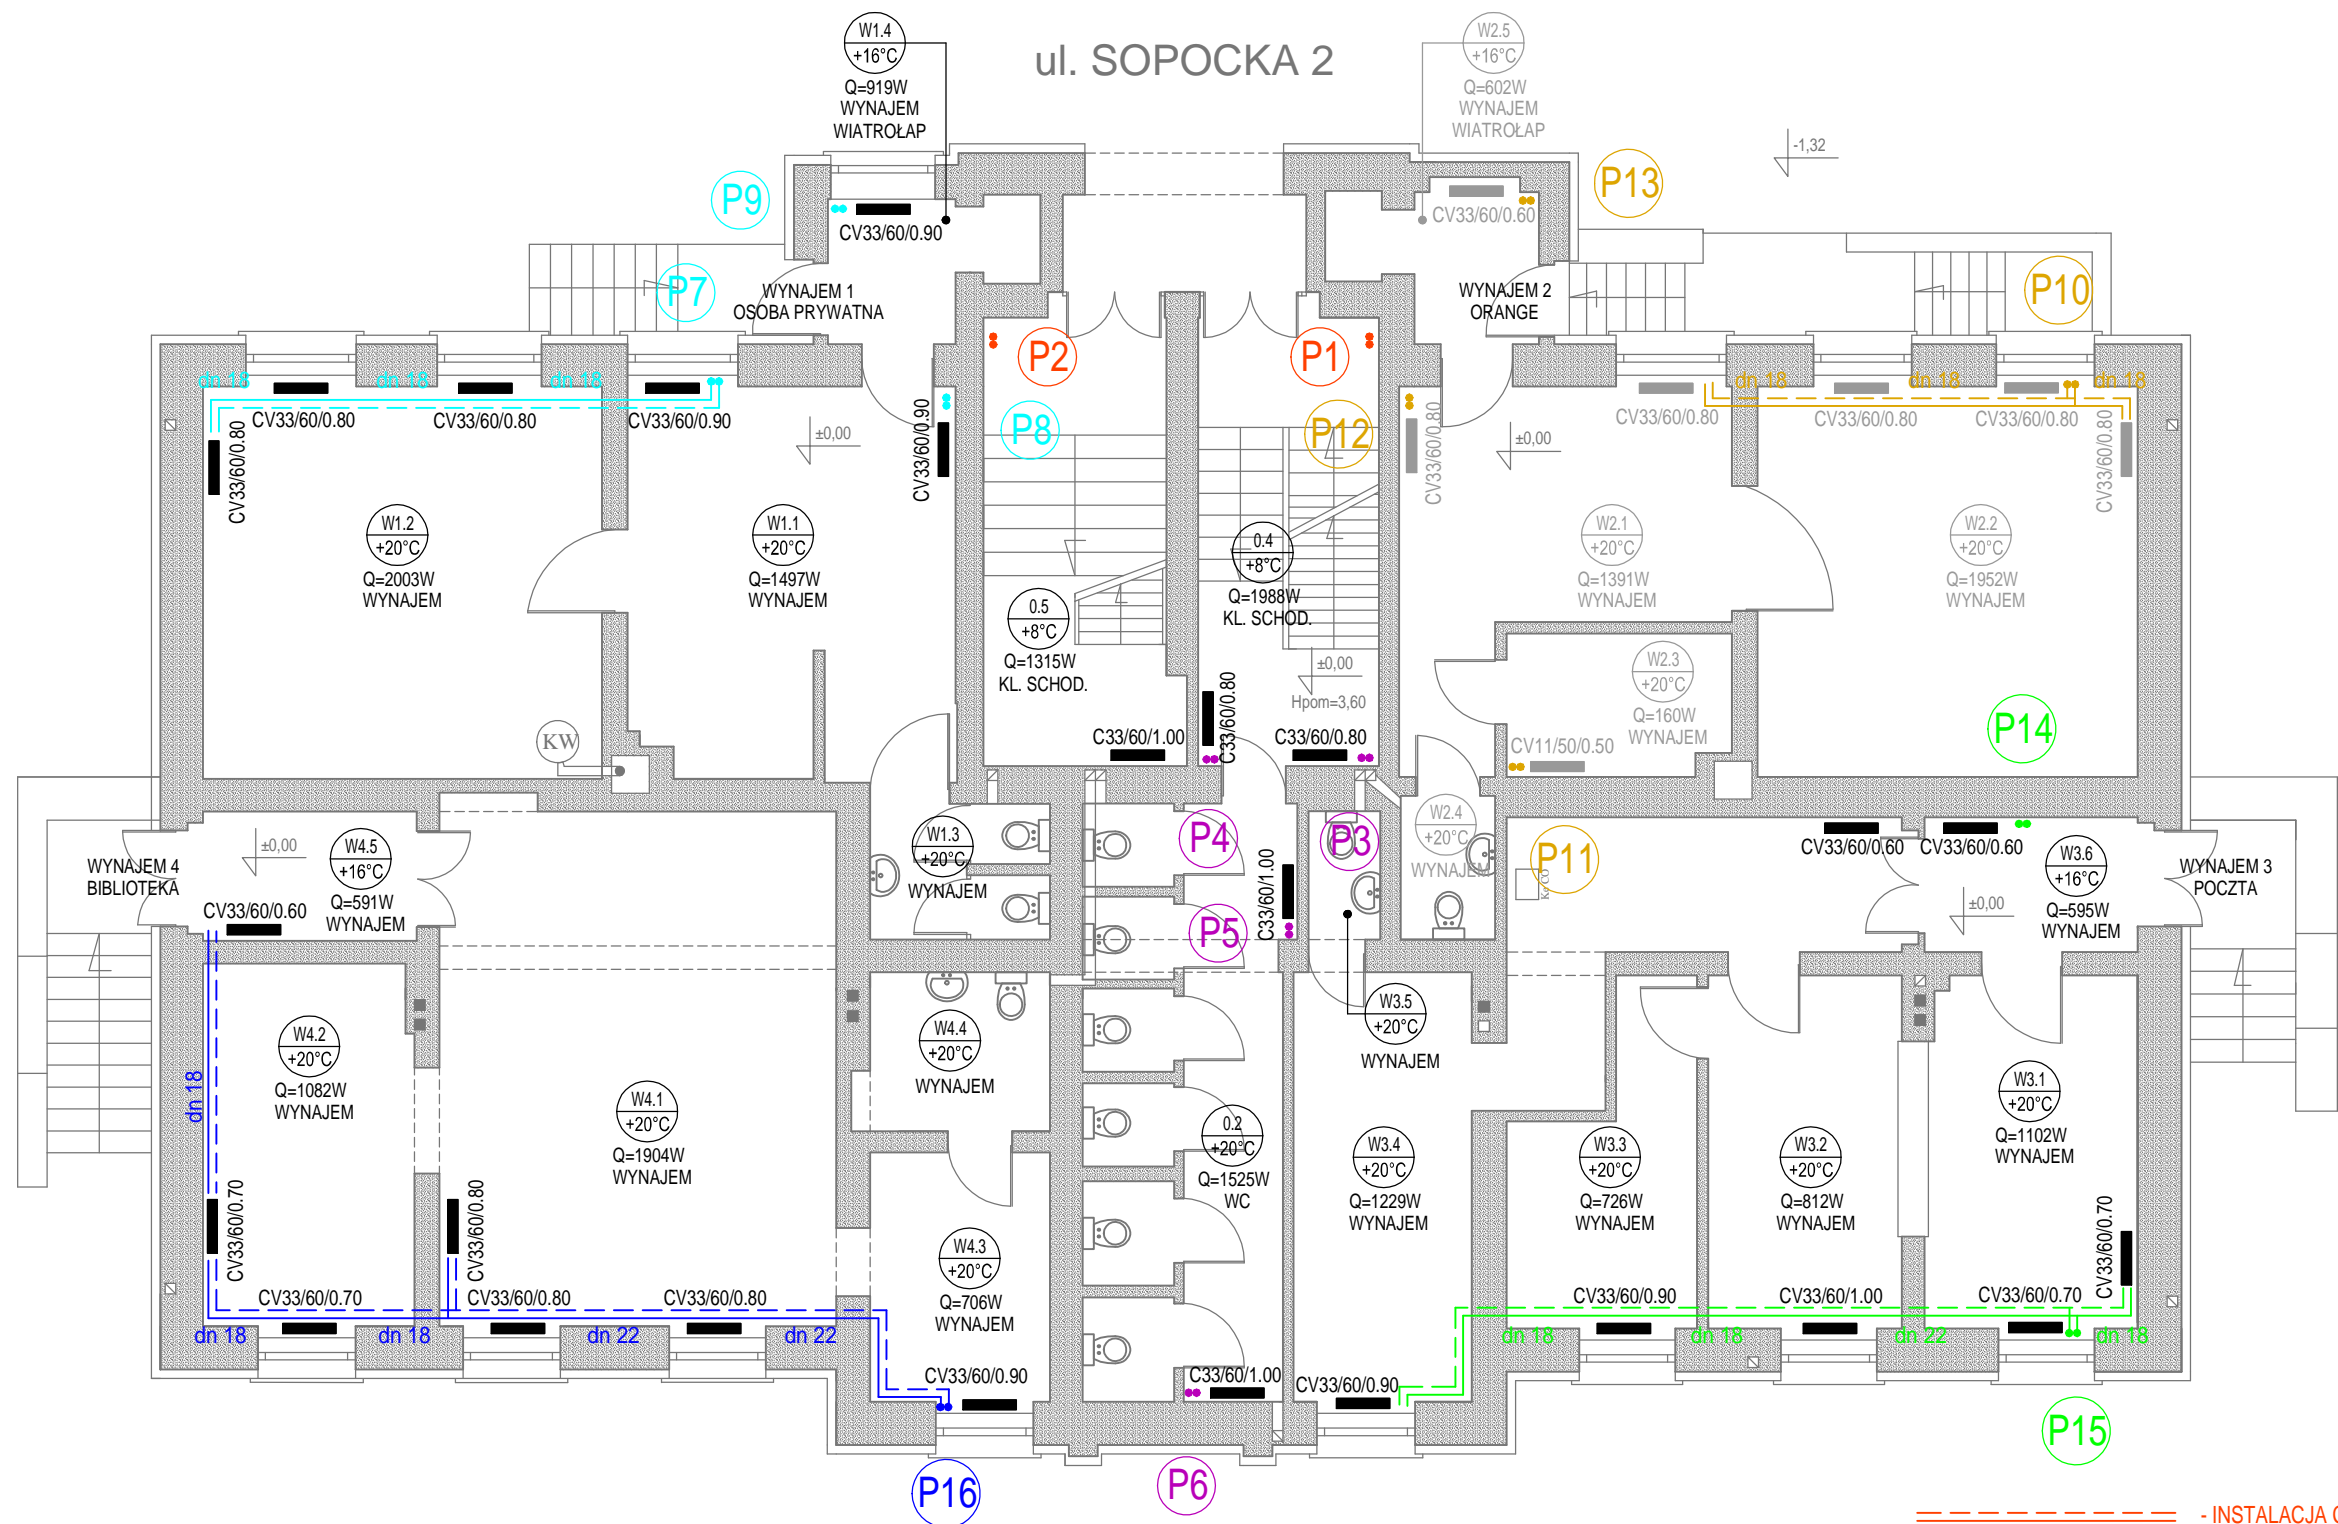 ul. SOPOCKA 2
W1.4
+16°C
Q=919W
WYNAJEM
WIATROŁAP
W2.5
+16°C
Q=602W
WYNAJEM
WIATROŁAP
-1,32
P9
P13
CV33/60/0.90
CV33/60/0.60
P7
WYNAJEM 1
OSOBA PRYWATNA
WYNAJEM 2
ORANGE
P10
P2
P1
dn 18
dn 18
dn 18
dn 18
dn 18
dn 18
CV33/60/0.80
CV33/60/0.80
CV33/60/0.90
CV33/60/0.80
CV33/60/0.80
CV33/60/0.80
CV33/60/0.80
CV33/60/0.90
CV33/60/0.80
CV33/60/0.80
P8
P12
±0,00
±0,00
W1.2
+20°C
Q=2003W
WYNAJEM
W1.1
+20°C
Q=1497W
WYNAJEM
0.4
+8°C
Q=1988W
KL. SCHOD.
W2.1
+20°C
Q=1391W
WYNAJEM
W2.2
+20°C
Q=1952W
WYNAJEM
0.5
+8°C
Q=1315W
KL. SCHOD.
±0,00
Hpom=3,60
W2.3
+20°C
Q=160W
WYNAJEM
P14
KW
C33/60/1.00
C33/60/0.80
C33/60/0.80
CV11/50/0.50
WYNAJEM 4
BIBLIOTEKA
±0,00
W4.5
+16°C
Q=591W
WYNAJEM
CV33/60/0.60
W1.3
+20°C
WYNAJEM
P4
P3
P5
C33/60/1.00
W2.4
+20°C
WYNAJEM
P11
Ke CO
CV33/60/0.60
CV33/60/0.60
W3.6
+16°C
Q=595W
WYNAJEM
±0,00
WYNAJEM 3
POCZTA
W4.2
+20°C
Q=1082W
WYNAJEM
W4.4
+20°C
WYNAJEM
W3.5
+20°C
WYNAJEM
dn 18
W4.1
+20°C
Q=1904W
WYNAJEM
0.2
+20°C
Q=1525W
WC
W3.4
+20°C
Q=1229W
WYNAJEM
W3.3
+20°C
Q=726W
WYNAJEM
W3.2
+20°C
Q=812W
WYNAJEM
W3.1
+20°C
Q=1102W
WYNAJEM
CV33/60/0.70
CV33/60/0.80
CV33/60/0.70
W4.3
+20°C
Q=706W
WYNAJEM
CV33/60/0.70
CV33/60/0.80
CV33/60/0.80
CV33/60/0.90
CV33/60/1.00
CV33/60/0.70
dn 18
dn 18
dn 22
dn 22
dn 18
dn 18
dn 22
dn 18
CV33/60/0.90
C33/60/1.00
CV33/60/0.90
P16
P6
P15
- INSTALACJA